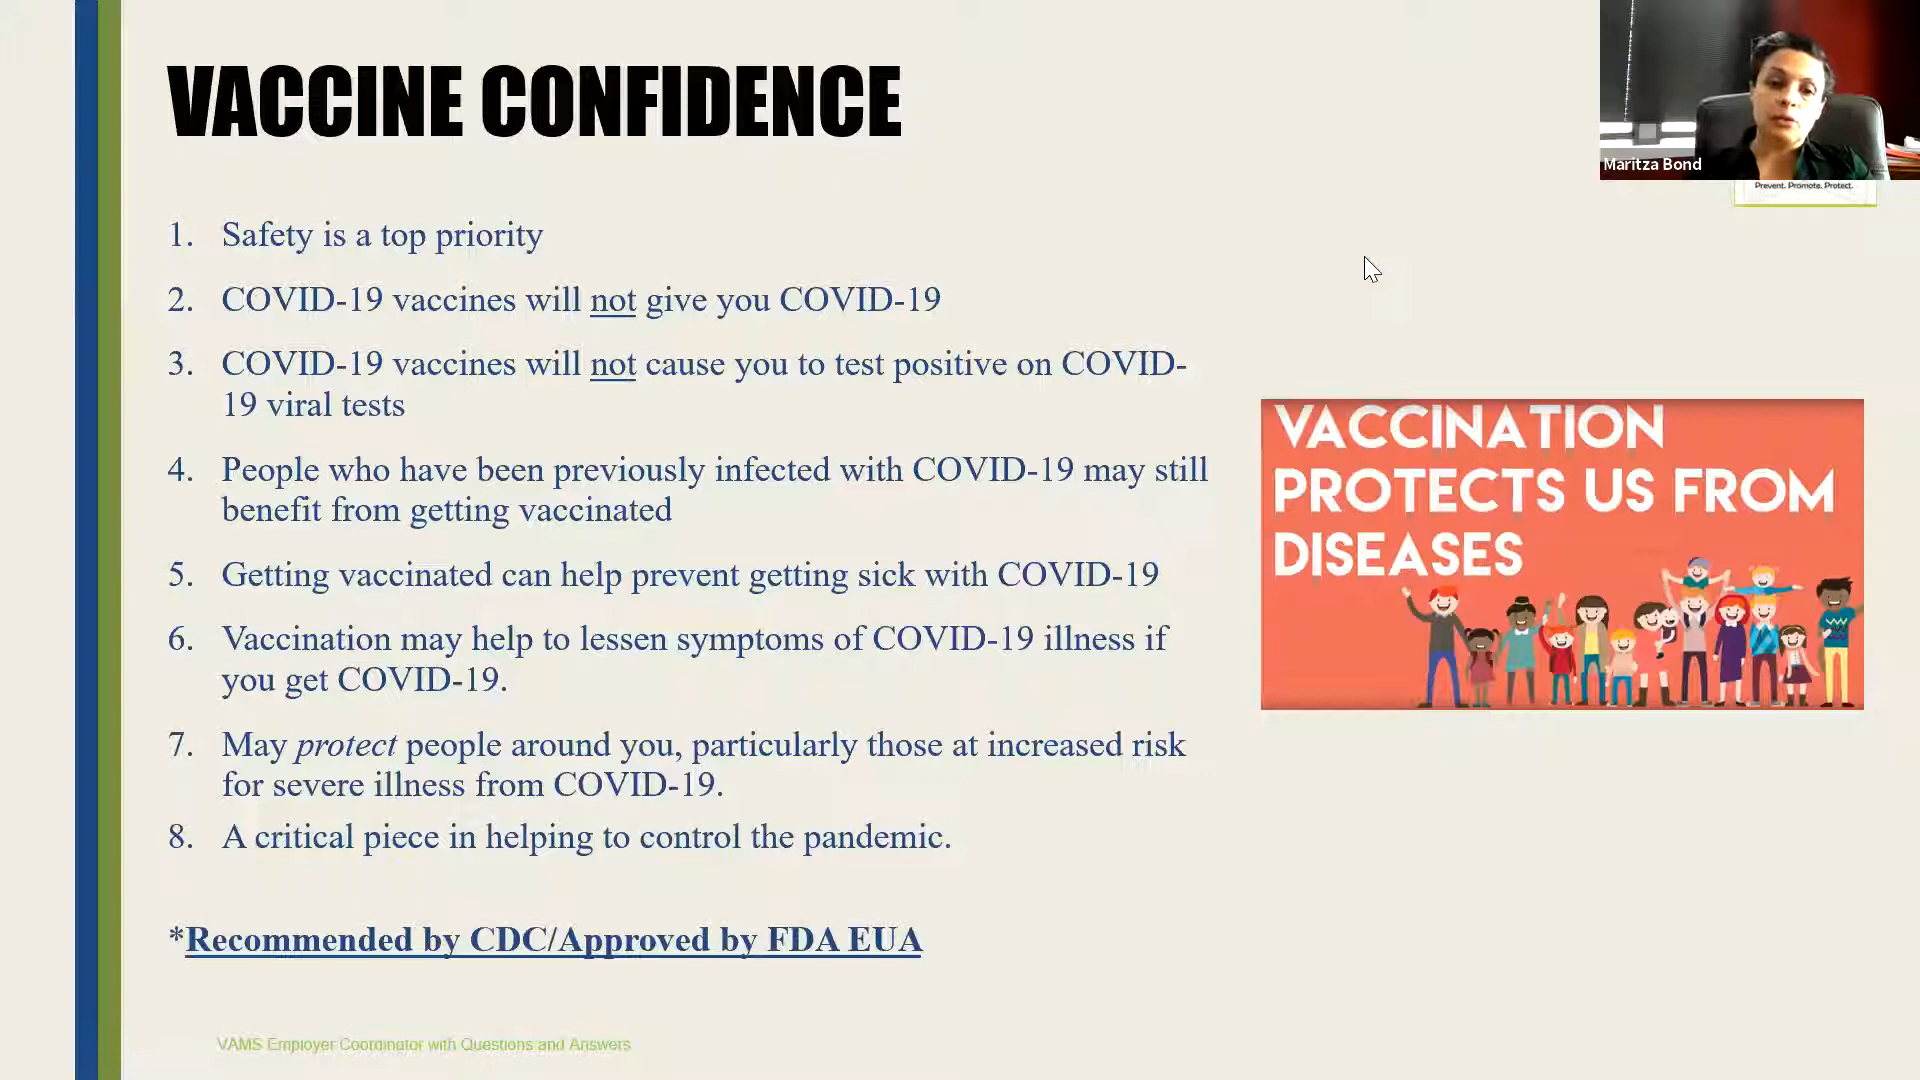 VACCINE CONFIDENCE
Maritza Bond
Prevent. Promote. Protect.
1. Safety is a top priority
2. COVID-19 vaccines will not give you COVID-19
3. COVID-19 vaccines will not cause you to test positive on COVID-
19 viral tests
4. People who have been previously infected with COVID-19 may still
benefit from getting vaccinated
5. Getting vaccinated can help prevent getting sick with COVID-19
6. Vaccination may help to lessen symptoms of COVID-19 illness if
you get COVID-19.
7. May protect people around you, particularly those at increased risk
for severe illness from COVID-19.
8. A critical piece in helping to control the pandemic.
*Recommended by CDC/Approved by FDA EUA
VACCINATION
PROTECTS US FROM
DISEASES
VAMS Employer Coordinator with Questions and Answers